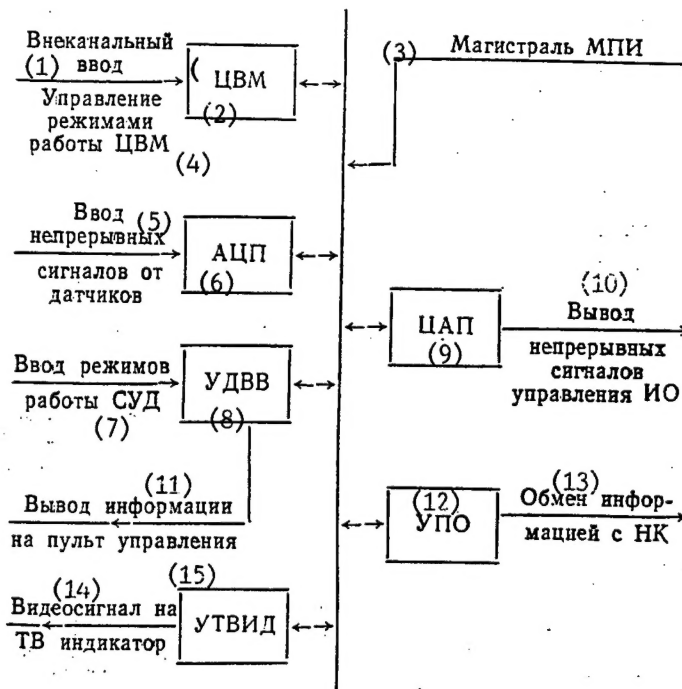 Внеканальный
(1) ввод
Управление
режимами
работы ЦВМ
(4)
( ЦВМ
(2)
(3) Магистраль МПИ
Ввод (5)
непрерывных
сигналов от
датчиков
АЦП
(6)
(10)
Вывод
непрерывных
сигналов
управления ИО
ЦАП
(9)
Ввод режимов
работы СУД
(7)
УДВВ
(8)
(11)
Вывод информации
на пульт управления
(12)
УПО
(13)
Обмен инфор-
мацией с НК
(14)
Видеосигнал на
ТВ индикатор
(15)
УТВИД